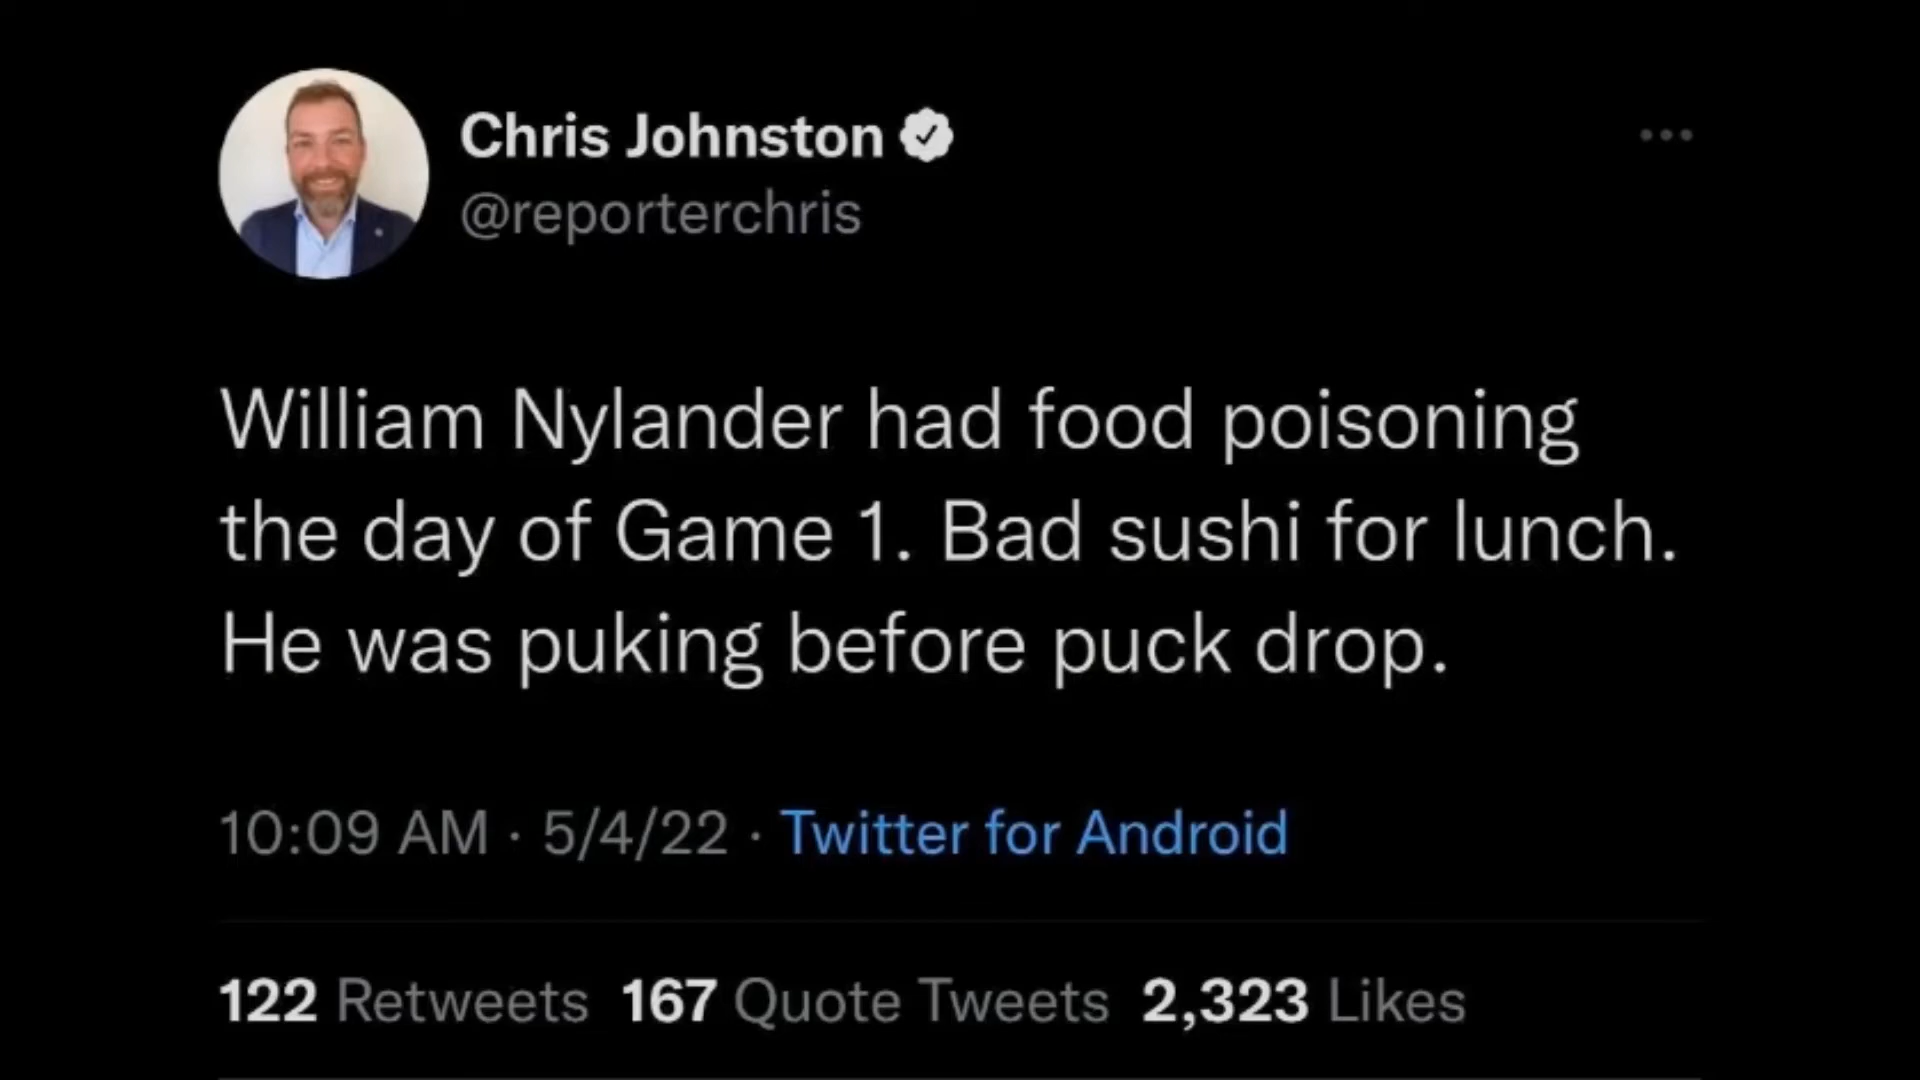 Chris Johnston
@reporterchris
William Nylander had food poisoning
the day of Game 1. Bad sushi for lunch.
He was puking before puck drop.
10:09 AM · 5/4/22 · Twitter for Android
122 Retweets 167 Quote Tweets 2,323 Likes